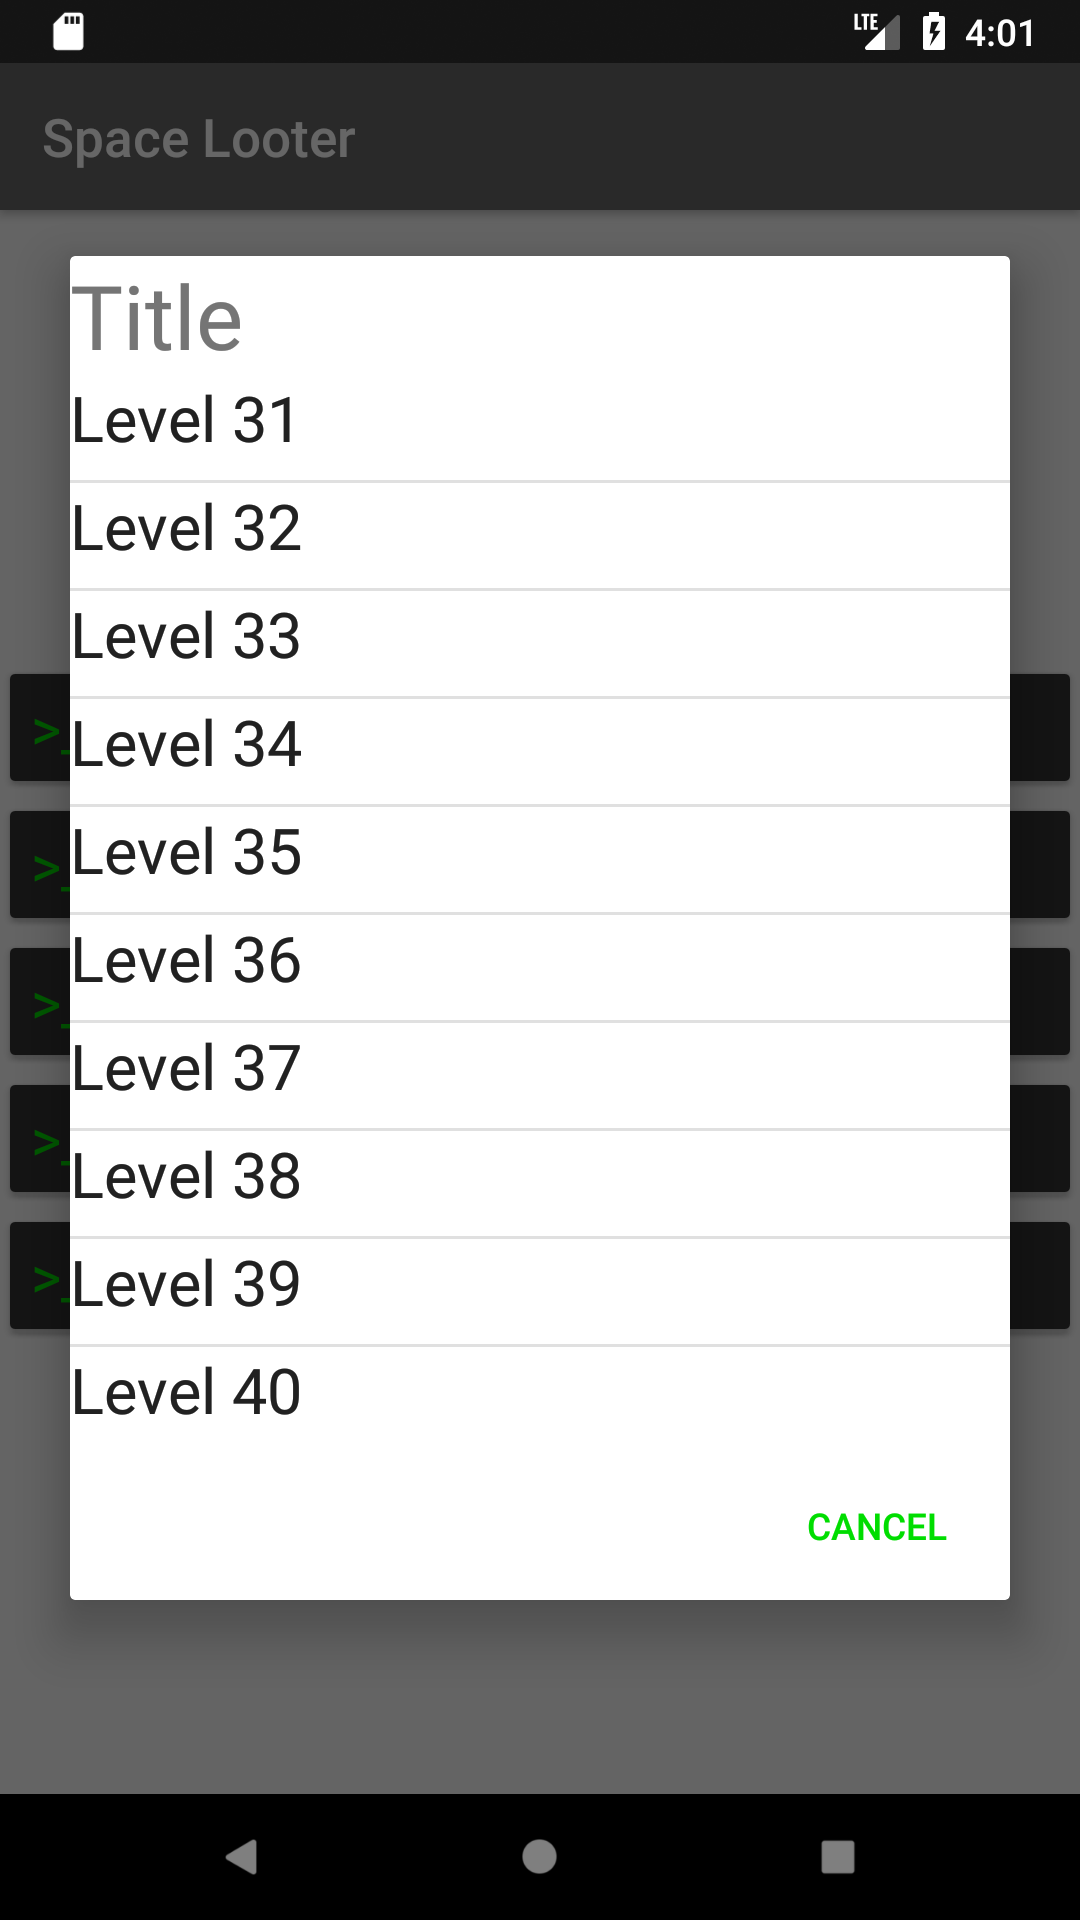 LTE 4:01
Space Looter
Title
Level 31
Level 32
Level 33
>_
Level 34
>_
Level 35
Level 36
>_
Level 37
>_
Level 38
>_
Level 39
Level 40
CANCEL